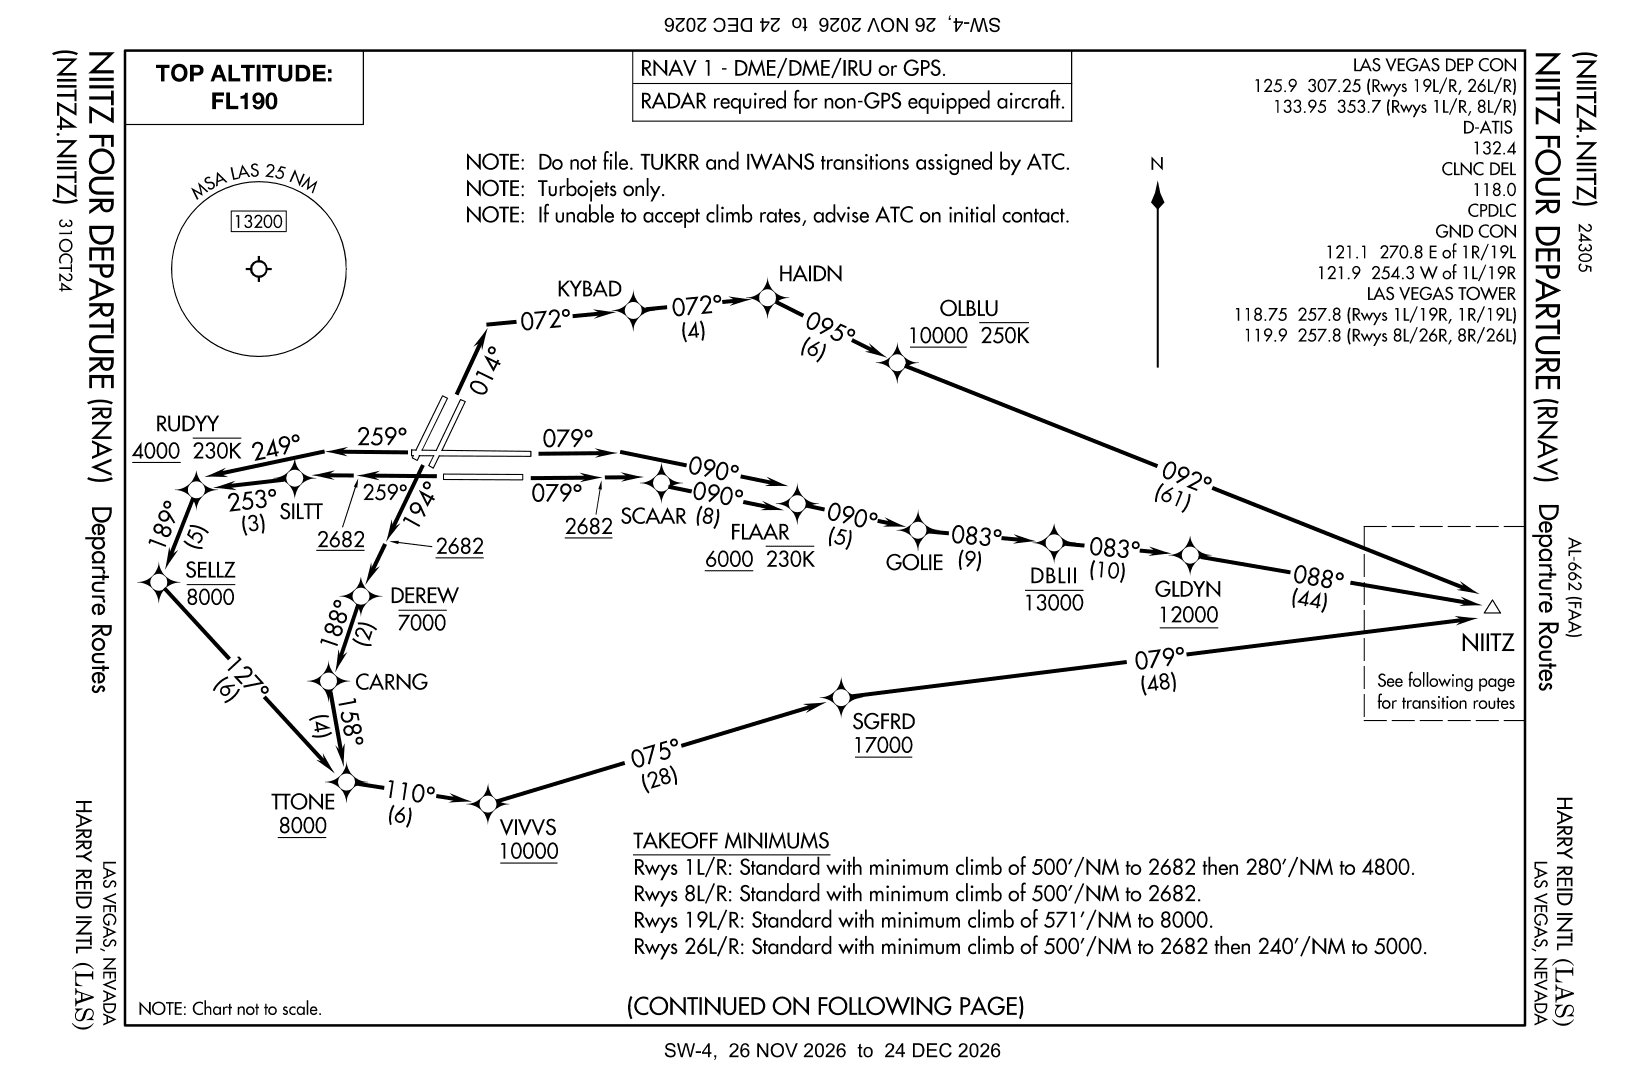 SW-4, 26 NOV 2026 to 24 DEC 2026
NIITZ FOUR DEPARTURE (RNAV) Departure Routes
(NIITZ4.NIITZ) 31OCT24
HARRY REID INTL (LAS)
LAS VEGAS, NEVADA
TOP ALTITUDE:
FL190
RNAV 1 - DME/DME/IRU or GPS.
RADAR required for non-GPS equipped aircraft.
LAS VEGAS DEP CON
125.9 307.25 (Rwys 19L/R, 26L/R)
133.95 353.7 (Rwys 1L/R, 8L/R)
D-ATIS
132.4
CLNC DEL
118.0
CPDLC
GND CON
121.1 270.8 E of 1R/19L
121.9 254.3 W of 1L/19R
LAS VEGAS TOWER
118.75 257.8 (Rwys 1L/19R, 1R/19L)
119.9 257.8 (Rwys 8L/26R, 8R/26L)
NOTE: Do not file. TUKRR and IWANS transitions assigned by ATC.
NOTE: Turbojets only.
NOTE: If unable to accept climb rates, advise ATC on initial contact.
MSA LAS 25 NM
13200
N
KYBAD
HAIDN
072°
072°
(4)
095°
(6)
OLBLU
10000 250K
014°
092°
(61)
RUDYY
4000 230K
249°
259°
079°
090°
253°
(3)
SILTT
259°
2682
194°
2682
079°
2682
SCAAR
090°
(8)
FLAAR
6000 230K
090°
(5)
GOLIE
083°
(9)
DBLII
13000
083°
(10)
GLDYN
12000
088°
(44)
NIITZ
189°
(5)
SELLZ
8000
DEREW
7000
188°
(2)
CARNG
127°
(6)
158°
(4)
TTONE
8000
110°
(6)
VIVVS
10000
075°
(28)
SGFRD
17000
079°
(48)
See following page
for transition routes
TAKEOFF MINIMUMS
Rwys 1L/R: Standard with minimum climb of 500'/NM to 2682 then 280'/NM to 4800.
Rwys 8L/R: Standard with minimum climb of 500'/NM to 2682.
Rwys 19L/R: Standard with minimum climb of 571'/NM to 8000.
Rwys 26L/R: Standard with minimum climb of 500'/NM to 2682 then 240'/NM to 5000.
NOTE: Chart not to scale.
(CONTINUED ON FOLLOWING PAGE)
(NIITZ4.NIITZ) 24305
NIITZ FOUR DEPARTURE (RNAV) Departure Routes
AL-662 (FAA)
HARRY REID INTL (LAS)
LAS VEGAS, NEVADA
SW-4, 26 NOV 2026 to 24 DEC 2026